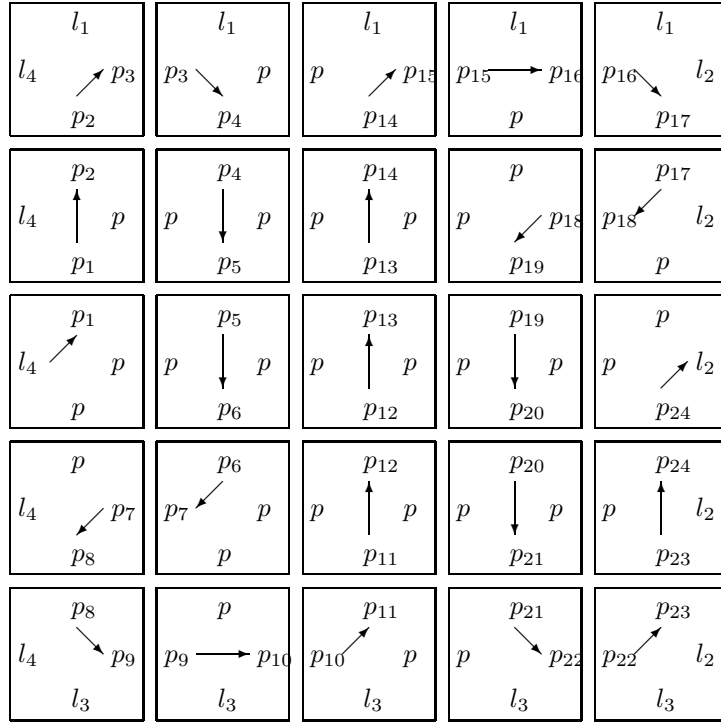 l₁ l₁ l₁ l₁ l₁
l₄ p₃ p₃ p p p₁₅ p₁₅ p₁₆ p₁₆ l₂
p₂ p₄ p₁₄ p p₁₇
p₂ p₄ p₁₄ p p₁₇
l₄ p p p p p p p₁₈ p₁₈ l₂
p₁ p₅ p₁₃ p₁₉ p
p₁ p₅ p₁₃ p₁₉ p
l₄ p p p p p p p p l₂
p p₆ p₁₂ p₂₀ p₂₄
p p₆ p₁₂ p₂₀ p₂₄
l₄ p₇ p₇ p p p p p p l₂
p₈ p p₁₁ p₂₁ p₂₃
p₈ p p₁₁ p₂₁ p₂₃
l₄ p₉ p₉ p₁₀ p₁₀ p p p₂₂ p₂₂ l₂
l₃ l₃ l₃ l₃ l₃